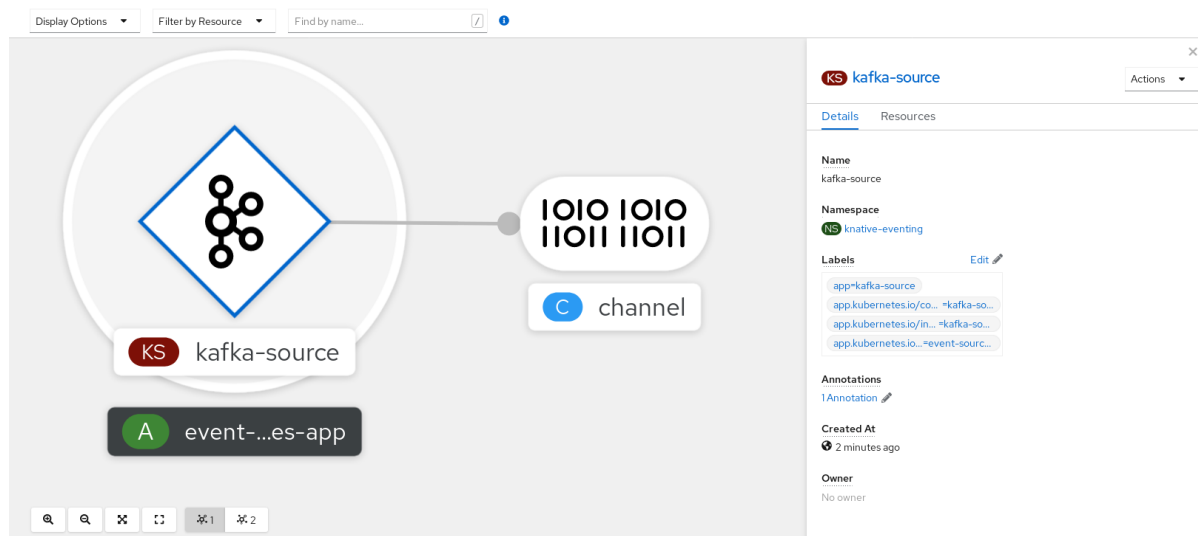 Display Options
Filter by Resource
Find by name...
/
kafka-source
KS
1010 1010
11011 11011
C channel
A event-...es-app
1
2
KS kafka-source
Actions
Details Resources
Name
kafka-source
Namespace
NS knative-eventing
Labels
Edit
app=kafka-source
app.kubernetes.io/co... =kafka-so...
app.kubernetes.io/in... =kafka-so...
app.kubernetes.io...=event-sourc...
Annotations
1 Annotation
Created At
2 minutes ago
Owner
No owner